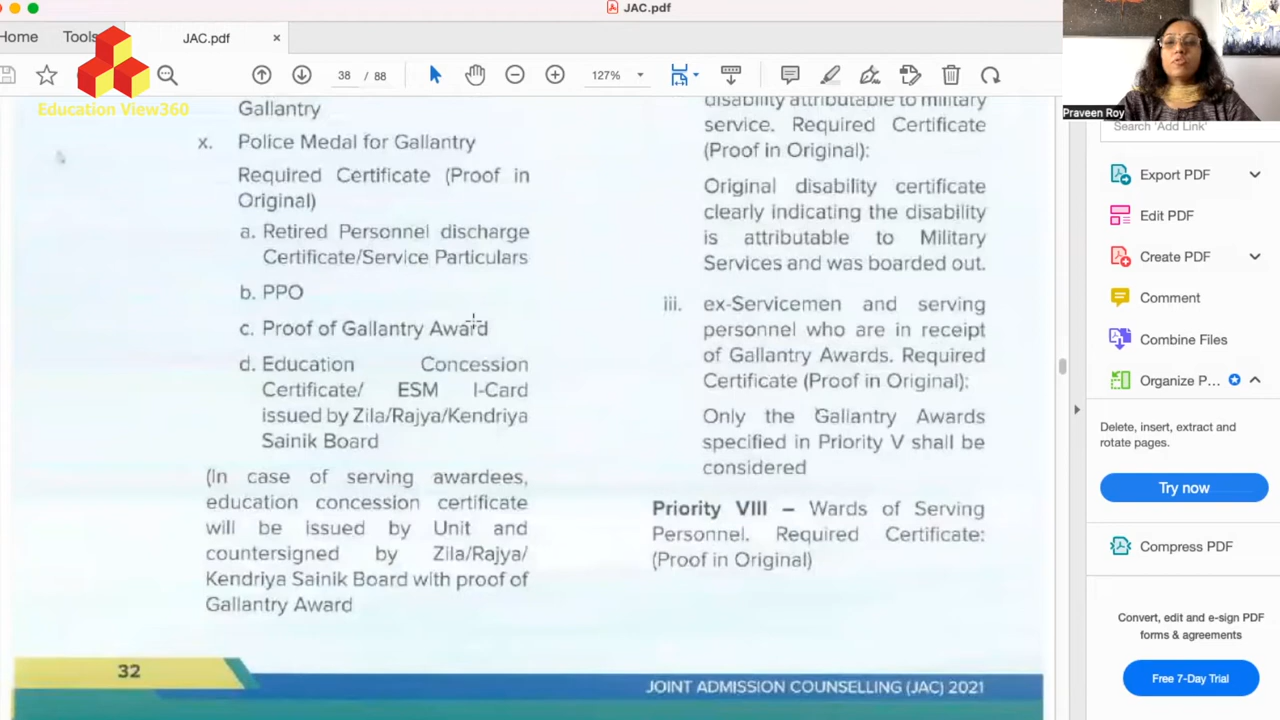 JAC.pdf
Home
Tools
JAC.pdf
38 / 88
127%
Education View360
Praveen Roy
Gallantry
x. Police Medal for Gallantry
Required Certificate (Proof in
Original)
a. Retired Personnel discharge
Certificate/Service Particulars
b. PPO
c. Proof of Gallantry Award
d. Education Concession
Certificate/ ESM I-Card
issued by Zila/Rajya/Kendriya
Sainik Board
(In case of serving awardees,
education concession certificate
will be issued by Unit and
countersigned by Zila/Rajya/
Kendriya Sainik Board with proof of
Gallantry Award
disability attributable to military
service. Required Certificate
(Proof in Original):
Original disability certificate
clearly indicating the disability
is attributable to Military
Services and was boarded out.
iii. ex-Servicemen and serving
personnel who are in receipt
of Gallantry Awards. Required
Certificate (Proof in Original):
Only the Gallantry Awards
specified in Priority V shall be
considered
Priority VIII – Wards of Serving
Personnel. Required Certificate:
(Proof in Original)
32
JOINT ADMISSION COUNSELLING (JAC) 2021
Search 'Add Link'
Export PDF
Edit PDF
Create PDF
Comment
Combine Files
Organize P...
Delete, insert, extract and
rotate pages.
Try now
Compress PDF
Convert, edit and e-sign PDF
forms & agreements
Free 7-Day Trial